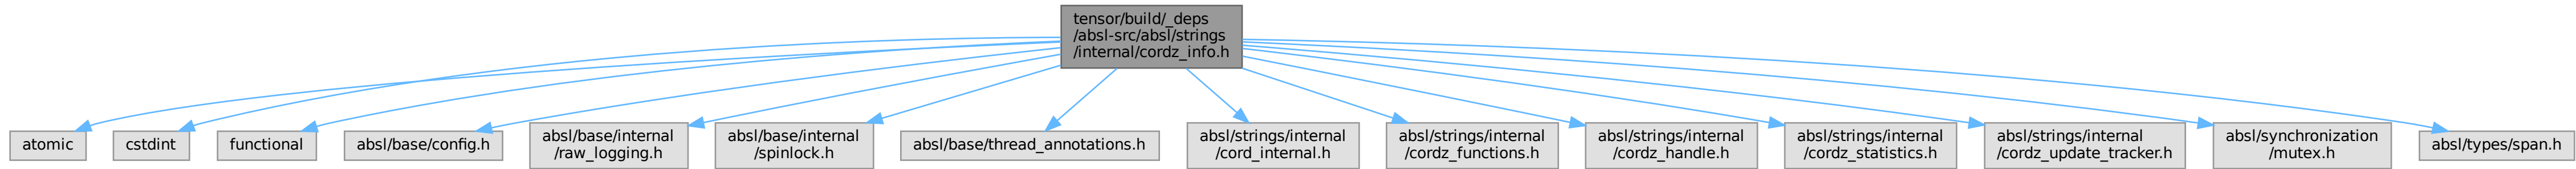 tensor/build/_deps
/absl-src/absl/strings
/internal/cordz_info.h
atomic
cstdint
functional
absl/base/config.h
absl/base/internal
/raw_logging.h
absl/base/internal
/spinlock.h
absl/base/thread_annotations.h
absl/strings/internal
/cord_internal.h
absl/strings/internal
/cordz_functions.h
absl/strings/internal
/cordz_handle.h
absl/strings/internal
/cordz_statistics.h
absl/strings/internal
/cordz_update_tracker.h
absl/synchronization
/mutex.h
absl/types/span.h